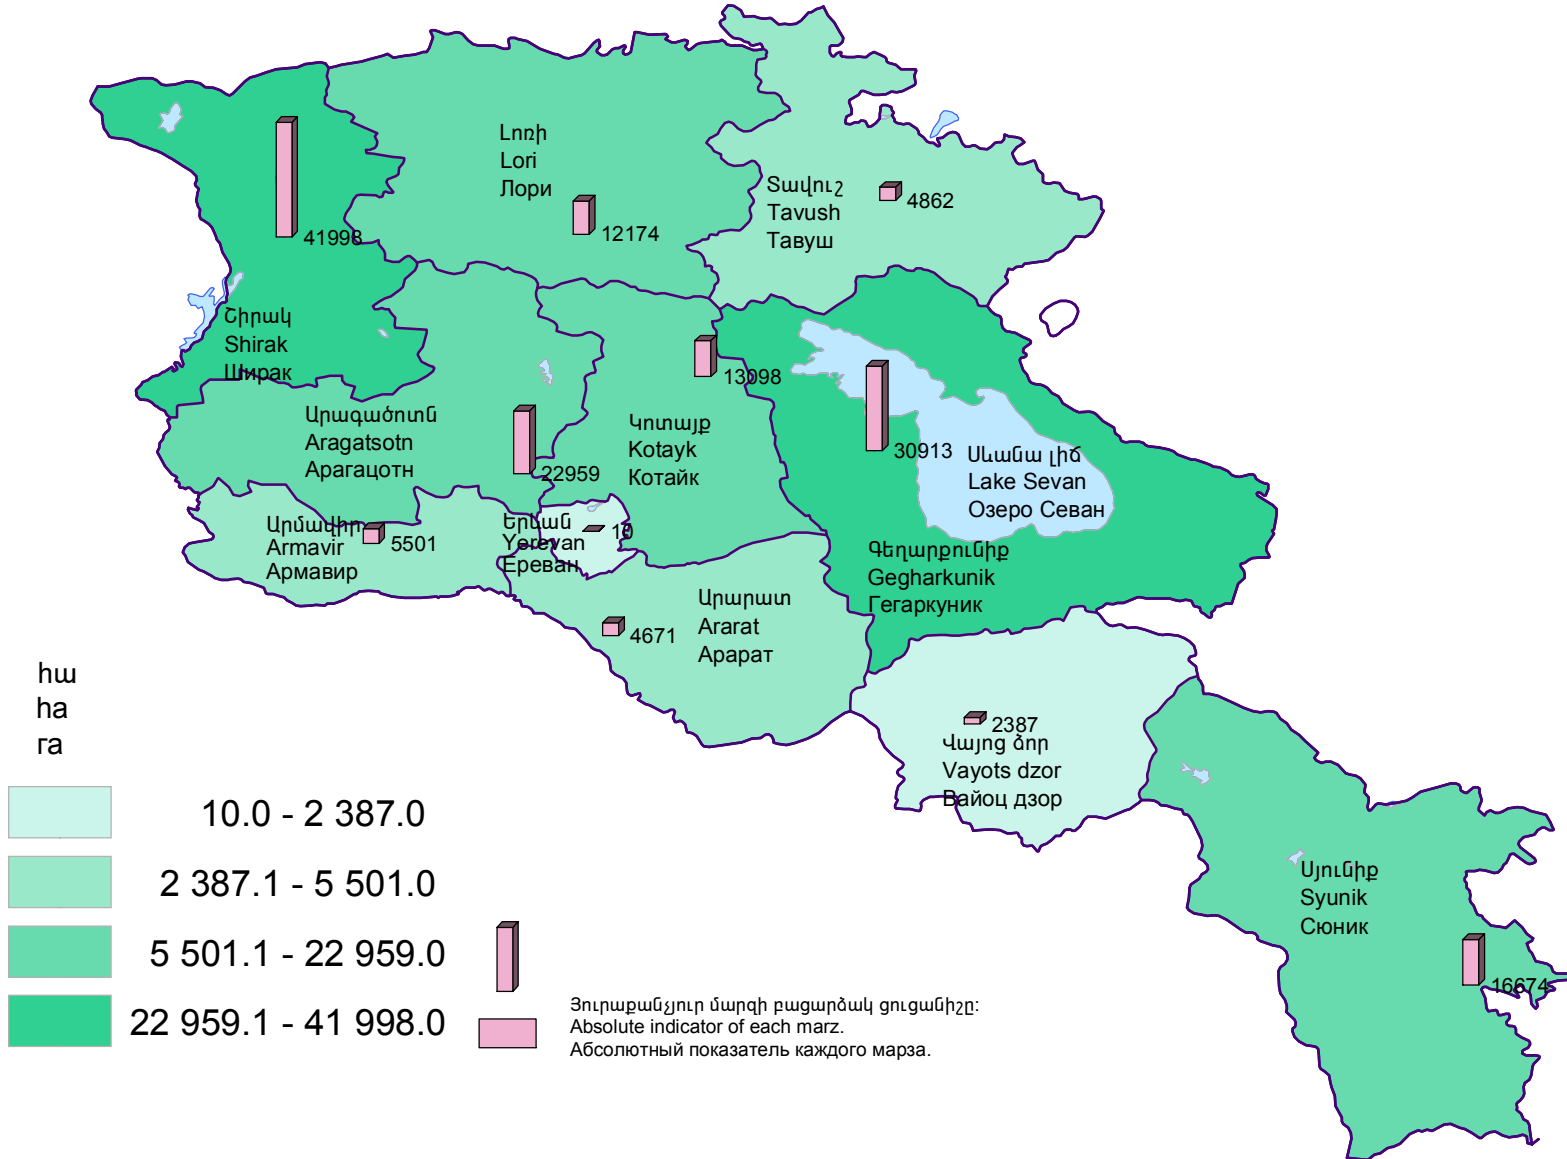 Լոռի
Lori
Лори
12174
Տավուշ
Tavush
Тавуш
4862
41998
Շիրակ
Shirak
Ширак
13098
Արագածոտն
Aragatsotn
Арагацотн
22959
Կոտայք
Kotayk
Котайк
30913
Սևանա լիճ
Lake Sevan
Озеро Севан
Արմավիր
Armavir
Армавир
5501
Երևան
Yerevan
Ереван
10
Գեղարքունիք
Gegharkunik
Гегаркуник
4671
Արարատ
Ararat
Арарат
2387
Վայոց ձոր
Vayots dzor
Вайоц дзор
Սյունիք
Syunik
Сюник
16674
հա
ha
га
10.0 - 2 387.0
2 387.1 - 5 501.0
5 501.1 - 22 959.0
22 959.1 - 41 998.0
Յուրաքանչյուր մարզի բացարձակ ցուցանիշը:
Absolute indicator of each marz.
Абсолютный показатель каждого марза.